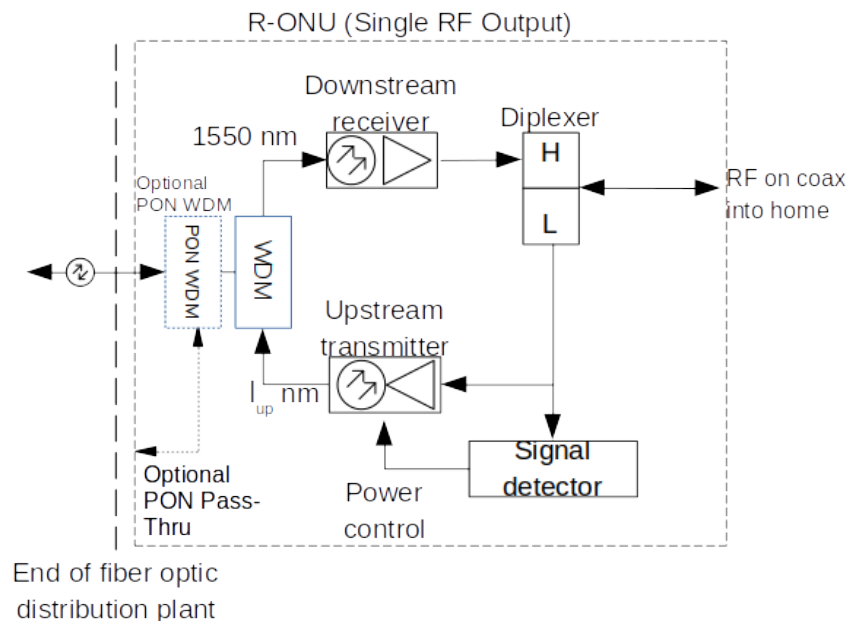 R-ONU (Single RF Output)
Downstream
receiver
1550 nm
Diplexer
H
L
RF on coax
into home
Optional
PON WDM
PON WDM
WDM
Upstream
transmitter
lup nm
Signal
detector
Power
control
Optional
PON Pass-
Thru
End of fiber optic
distribution plant